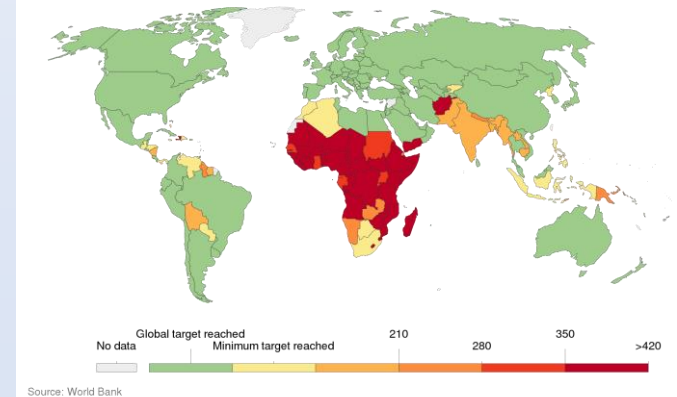 Global target reached 210 350
No data Minimum target reached 280 >420
Source: World Bank